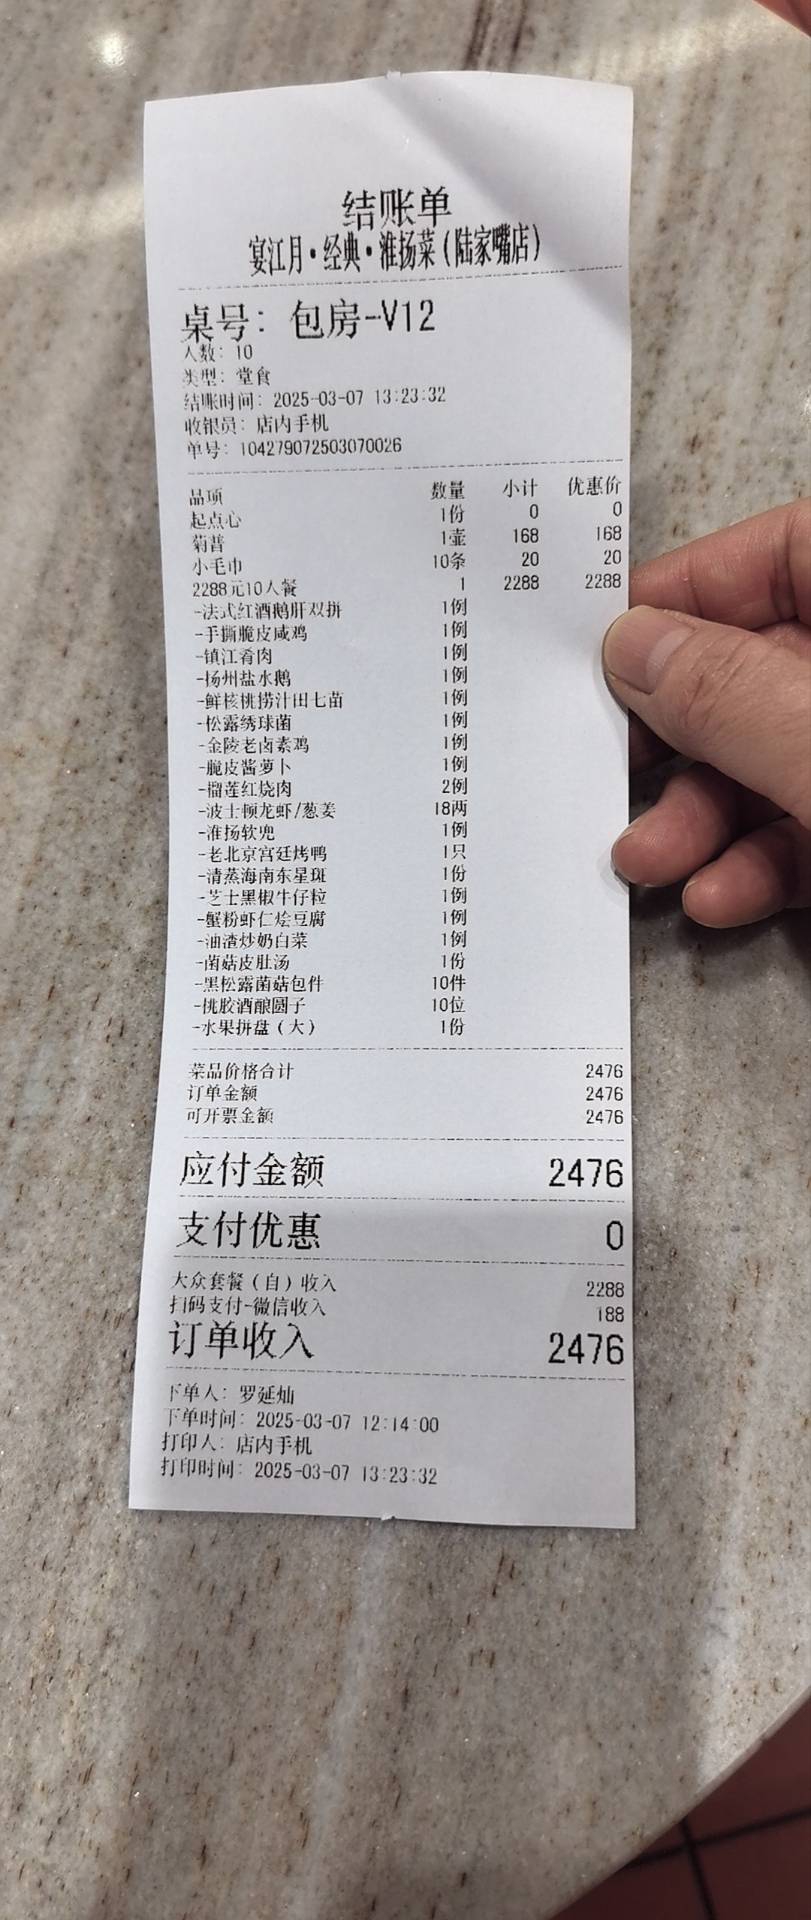 结账单
宴江月·经典·淮扬菜(陆家嘴店)
桌号: 包房-V12
人数: 10
类型: 堂食
结账时间: 2025-03-07 13:23:32
收银员: 店内手机
单号: 104279072503070026
品项 数量 小计 优惠价
起点心 1份 0 0
菊普 1壶 168 168
小毛巾 10条 20 20
2288元10人餐 1 2288 2288
-法式红酒鹅肝双拼 1例
-手撕脆皮咸鸡 1例
-镇江肴肉 1例
-扬州盐水鹅 1例
-鲜核桃捞汁田七苗 1例
-松露绣球菌 1例
-金陵老卤素鸡 1例
-脆皮酱萝卜 1例
-榴莲红烧肉 2例
-波士顿龙虾/葱姜 18两
-淮扬软兜 1例
-老北京宫廷烤鸭 1只
-清蒸海南东星斑 1份
-芝士黑椒牛仔粒 1例
-蟹粉虾仁烩豆腐 1例
-油渣炒奶白菜 1例
-菌菇皮肚汤 1份
-黑松露菌菇包件 10件
-桃胶酒酿圆子 10位
-水果拼盘(大) 1份
菜品价格合计 2476
订单金额 2476
可开票金额 2476
应付金额 2476
支付优惠 0
大众套餐(自)收入 2288
扫码支付-微信收入 188
订单收入 2476
下单人: 罗延灿
下单时间: 2025-03-07 12:14:00
打印人: 店内手机
打印时间: 2025-03-07 13:23:32